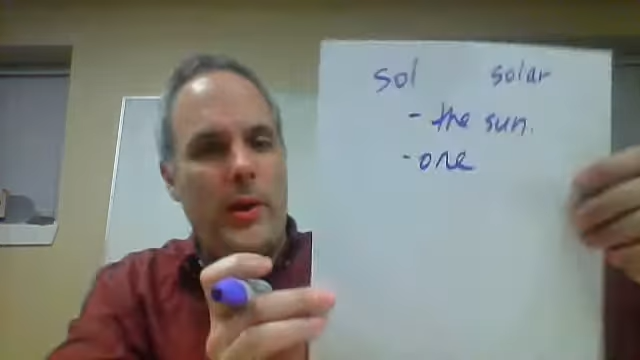 sol solar
- the sun.
- one